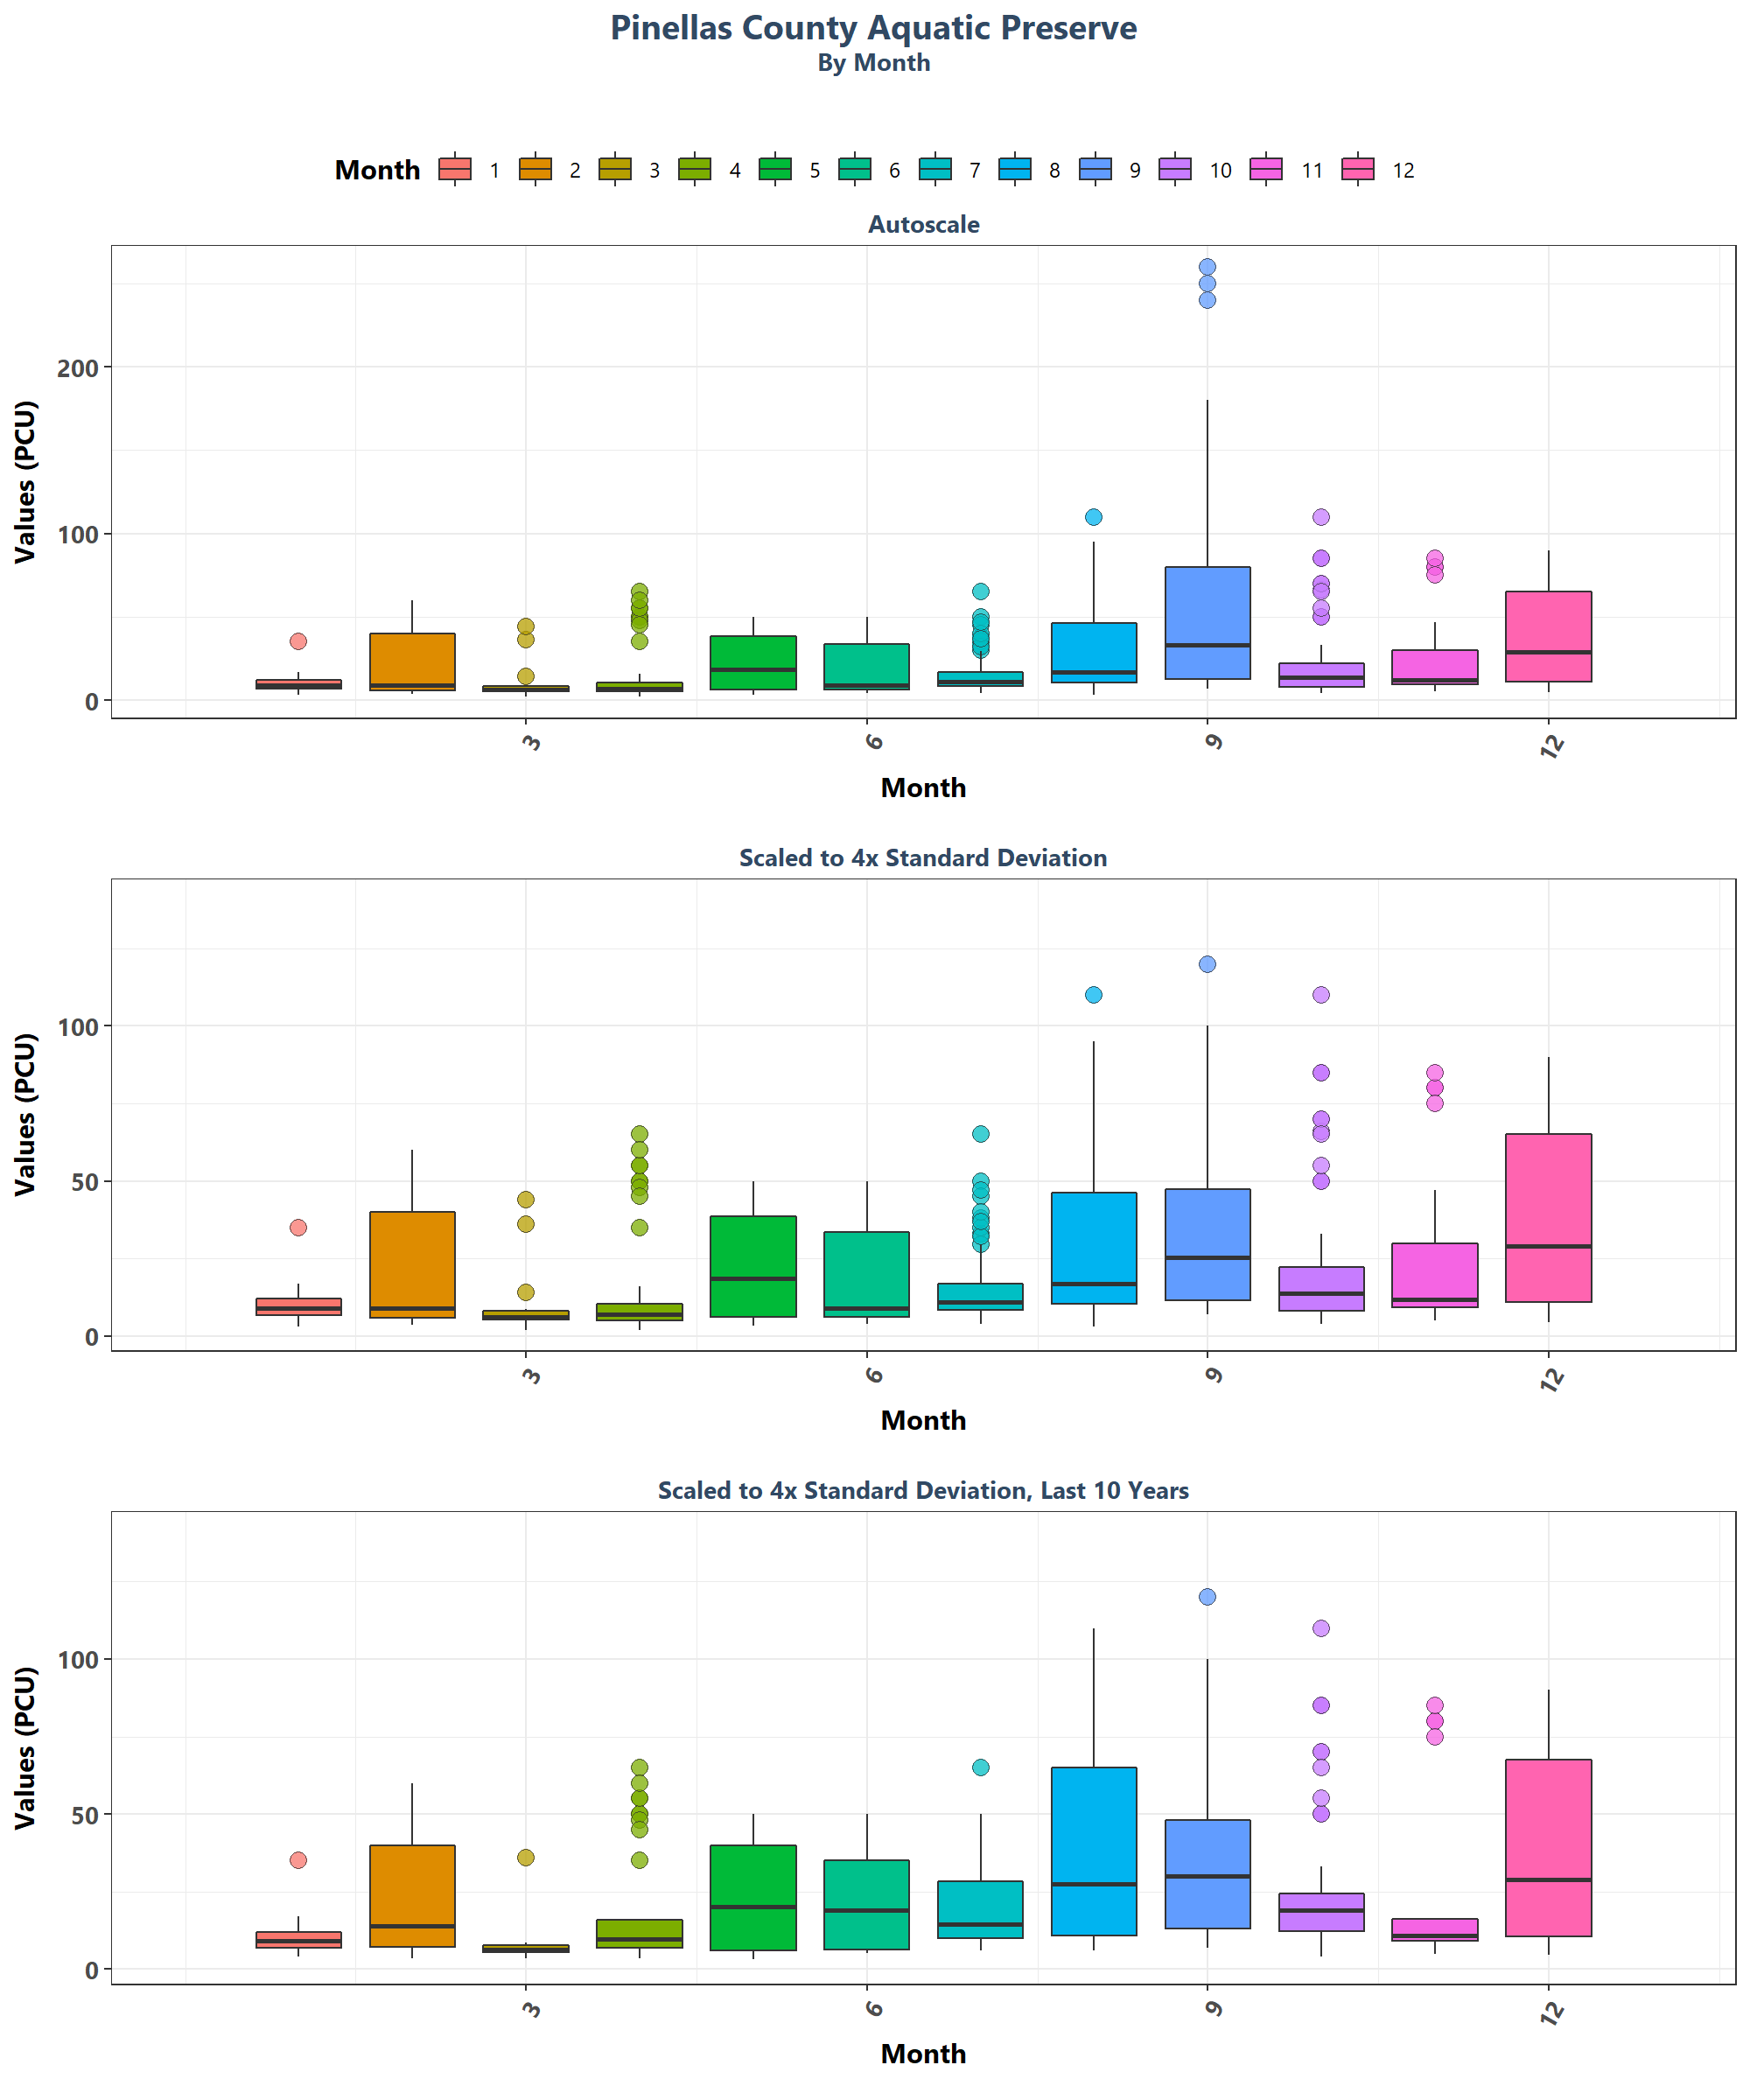 Pinellas County Aquatic Preserve
By Month
Month 1 2 3 4 5 6 7 8 9 10 11 12
Autoscale
Values (PCU)
200
100
0
3 6 9 12
Month
Scaled to 4x Standard Deviation
Values (PCU)
100
50
0
3 6 9 12
Month
Scaled to 4x Standard Deviation, Last 10 Years
Values (PCU)
100
50
0
3 6 9 12
Month